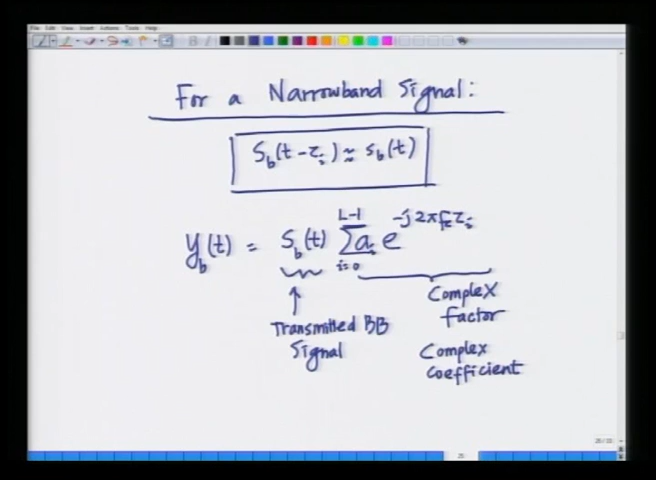 For a Narrowband Signal:
S_b(t-τ_i) ≈ s_b(t)
y_b(t) = S_b(t) Σ_{i=0}^{L-1} a_i e^{-j2πf_cτ_i}
Transmitted BB
Signal
Complex
factor
Complex
coefficient
25